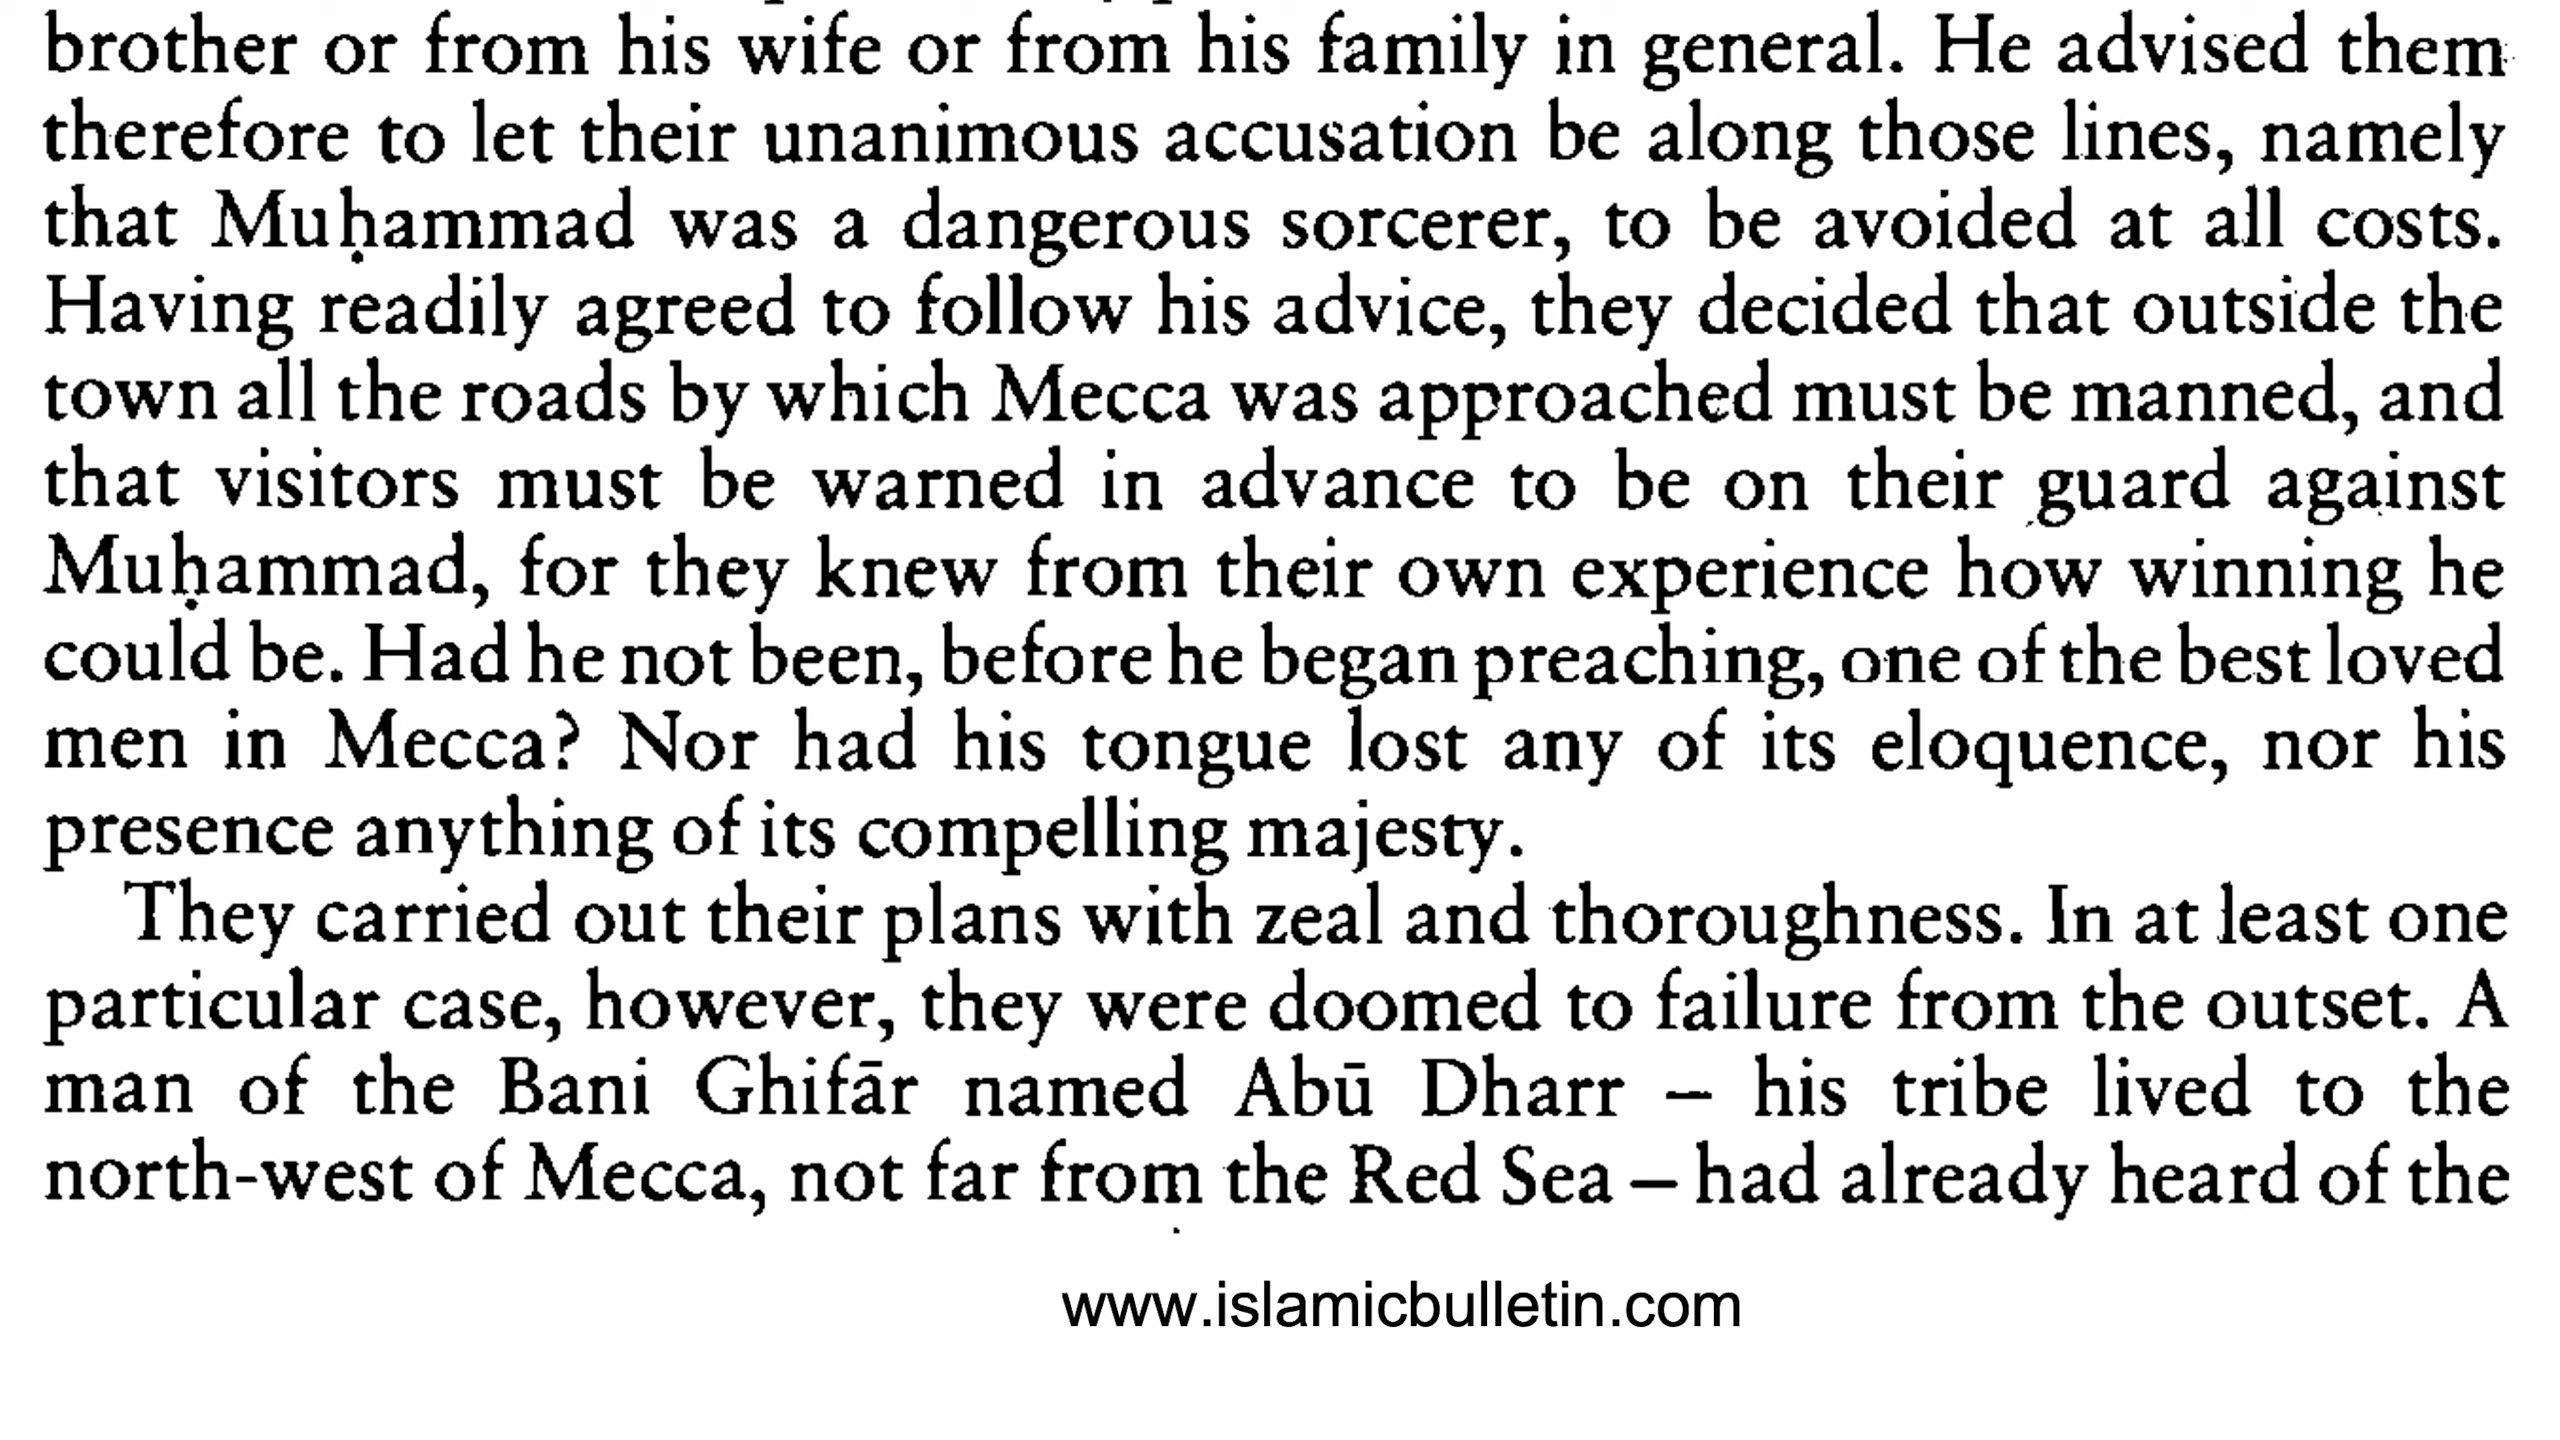 brother or from his wife or from his family in general. He advised them
therefore to let their unanimous accusation be along those lines, namely
that Muḥammad was a dangerous sorcerer, to be avoided at all costs.
Having readily agreed to follow his advice, they decided that outside the
town all the roads by which Mecca was approached must be manned, and
that visitors must be warned in advance to be on their guard against
Muḥammad, for they knew from their own experience how winning he
could be. Had he not been, before he began preaching, one of the best loved
men in Mecca? Nor had his tongue lost any of its eloquence, nor his
presence anything of its compelling majesty.
They carried out their plans with zeal and thoroughness. In at least one
particular case, however, they were doomed to failure from the outset. A
man of the Bani Ghifār named Abū Dharr – his tribe lived to the
north-west of Mecca, not far from the Red Sea – had already heard of the
www.islamicbulletin.com